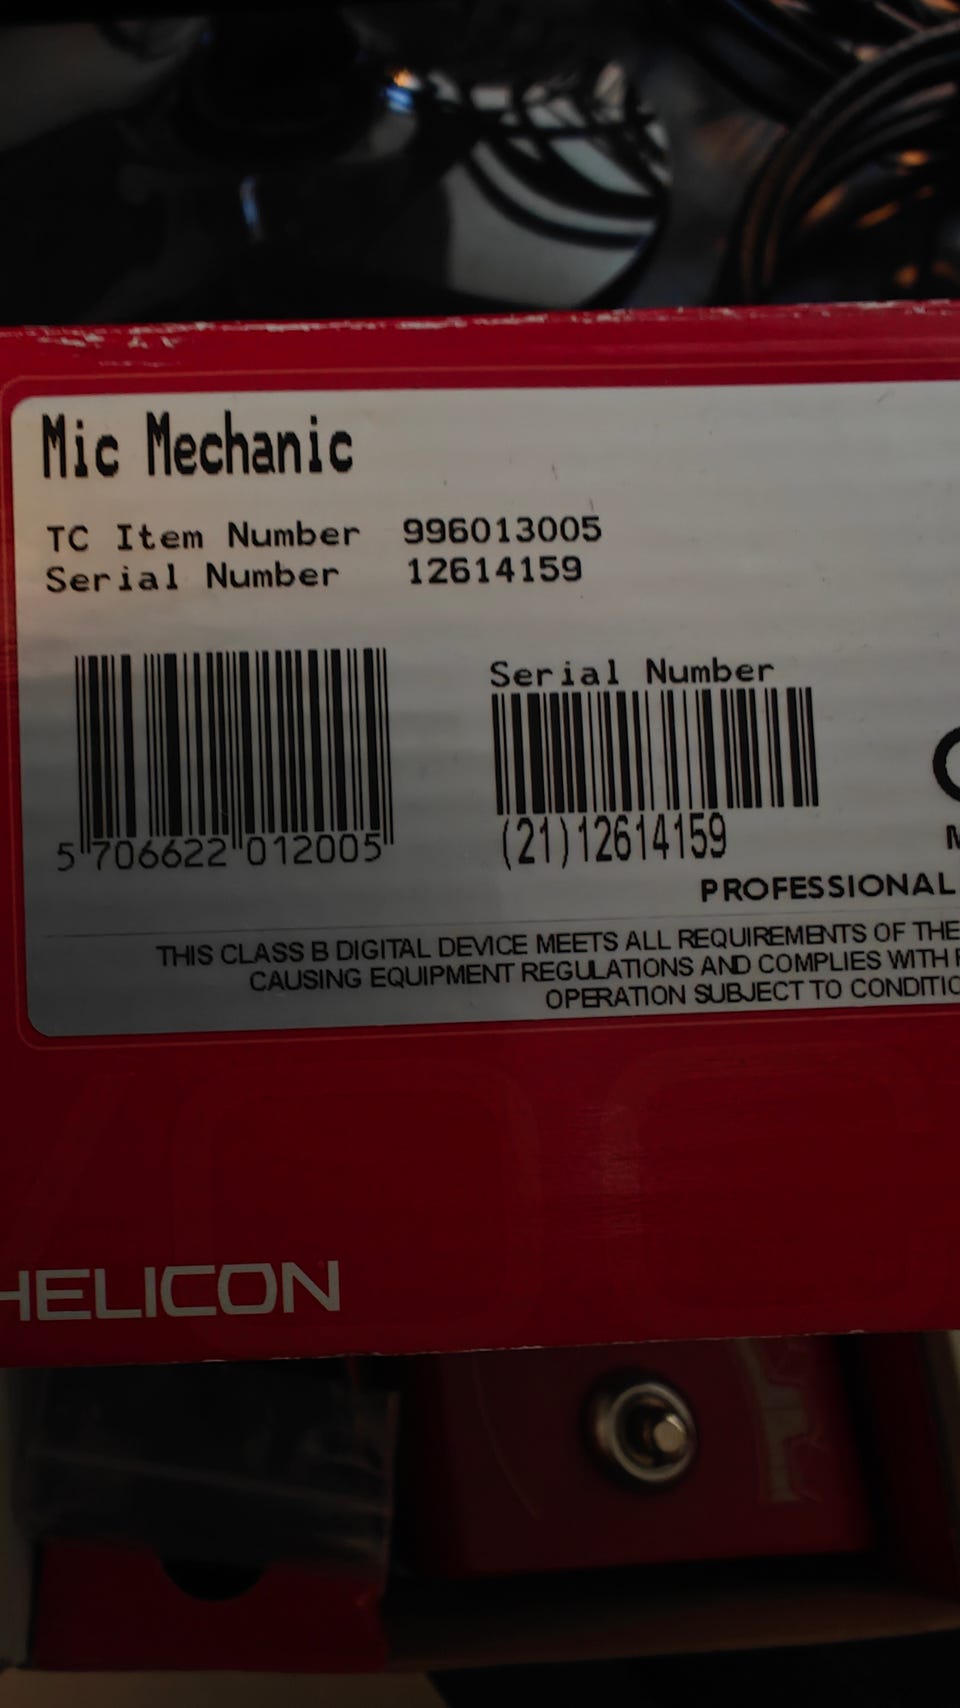 Mic Mechanic
TC Item Number 996013005
Serial Number 12614159
Serial Number
5 706622 012005
(21)12614159
PROFESSIONAL
THIS CLASS B DIGITAL DEVICE MEETS ALL REQUIREMENTS OF THE
CAUSING EQUIPMENT REGULATIONS AND COMPLIES WITH
OPERATION SUBJECT TO CONDITIO
HELICON